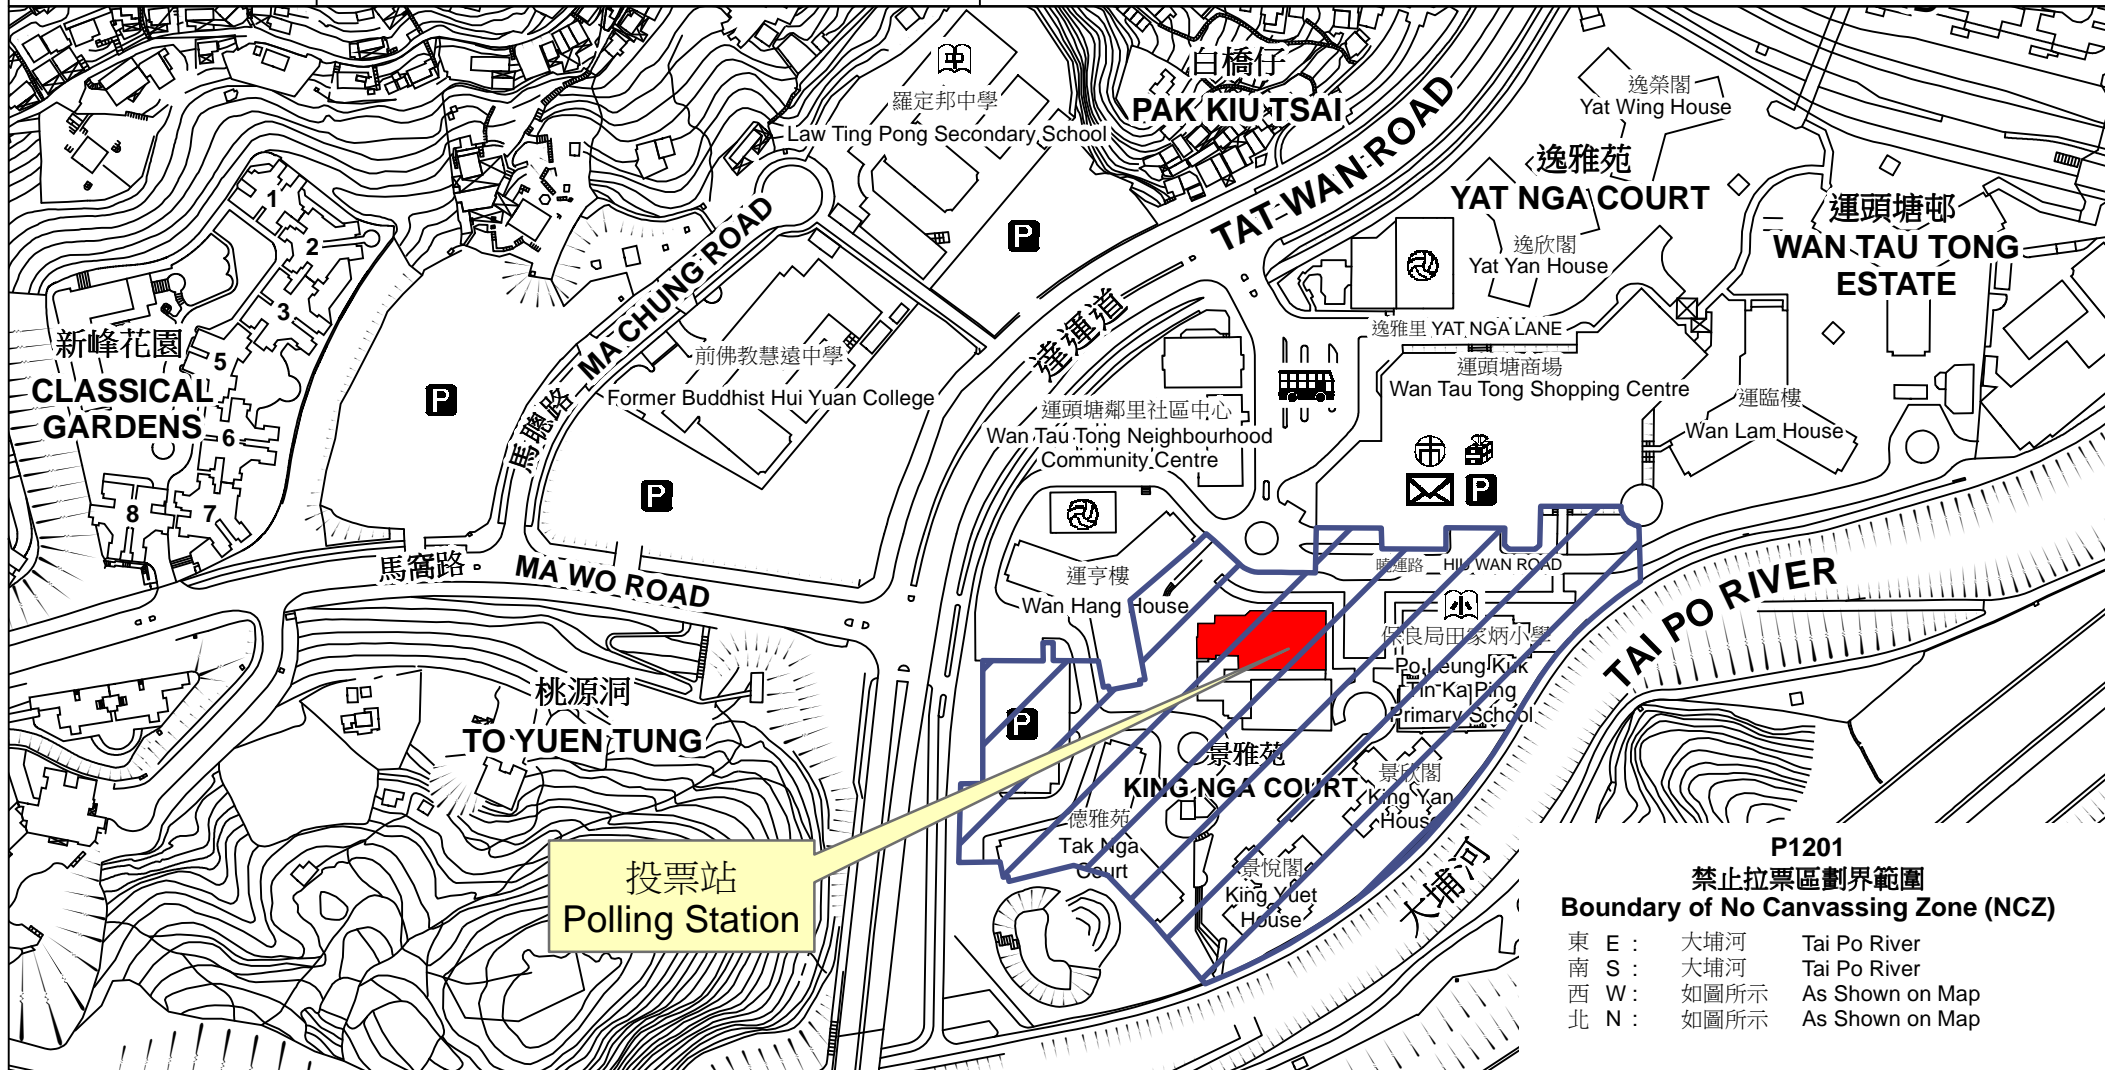 白橋仔
PAK KIU TSAI
羅定邦中學
Law Ting Pong Secondary School
逸榮閣
Yat Wing House
逸雅苑
YAT NGA COURT
逸欣閣
Yat Yan House
運頭塘邨
WAN TAU TONG
ESTATE
TAT WAN ROAD
達運道
1
2
3
5
6
7
8
新峰花園
CLASSICAL
GARDENS
P
P
P
馬聰路 MA CHUNG ROAD
前佛教慧遠中學
Former Buddhist Hui Yuan College
逸雅里 YAT NGA LANE
運頭塘商場
Wan Tau Tong Shopping Centre
運頭塘鄰里社區中心
Wan Tau Tong Neighbourhood
Community Centre
運臨樓
Wan Lam House
P
馬窩路 MA WO ROAD
運亨樓
Wan Hang House
曉運路 HIU WAN ROAD
保良局田家炳小學
Po Leung Kuk
Tin Ka Ping
Primary School
TAI PO RIVER
大埔河
桃源洞
TO YUEN TUNG
P
景雅苑
KING NGA COURT
景欣閣
King Yan
House
德雅苑
Tak Nga
Court
景悅閣
King Yuet
House
投票站
Polling Station
P1201
禁止拉票區劃界範圍
Boundary of No Canvassing Zone (NCZ)
東 E : 大埔河 Tai Po River
南 S : 大埔河 Tai Po River
西 W : 如圖所示 As Shown on Map
北 N : 如圖所示 As Shown on Map